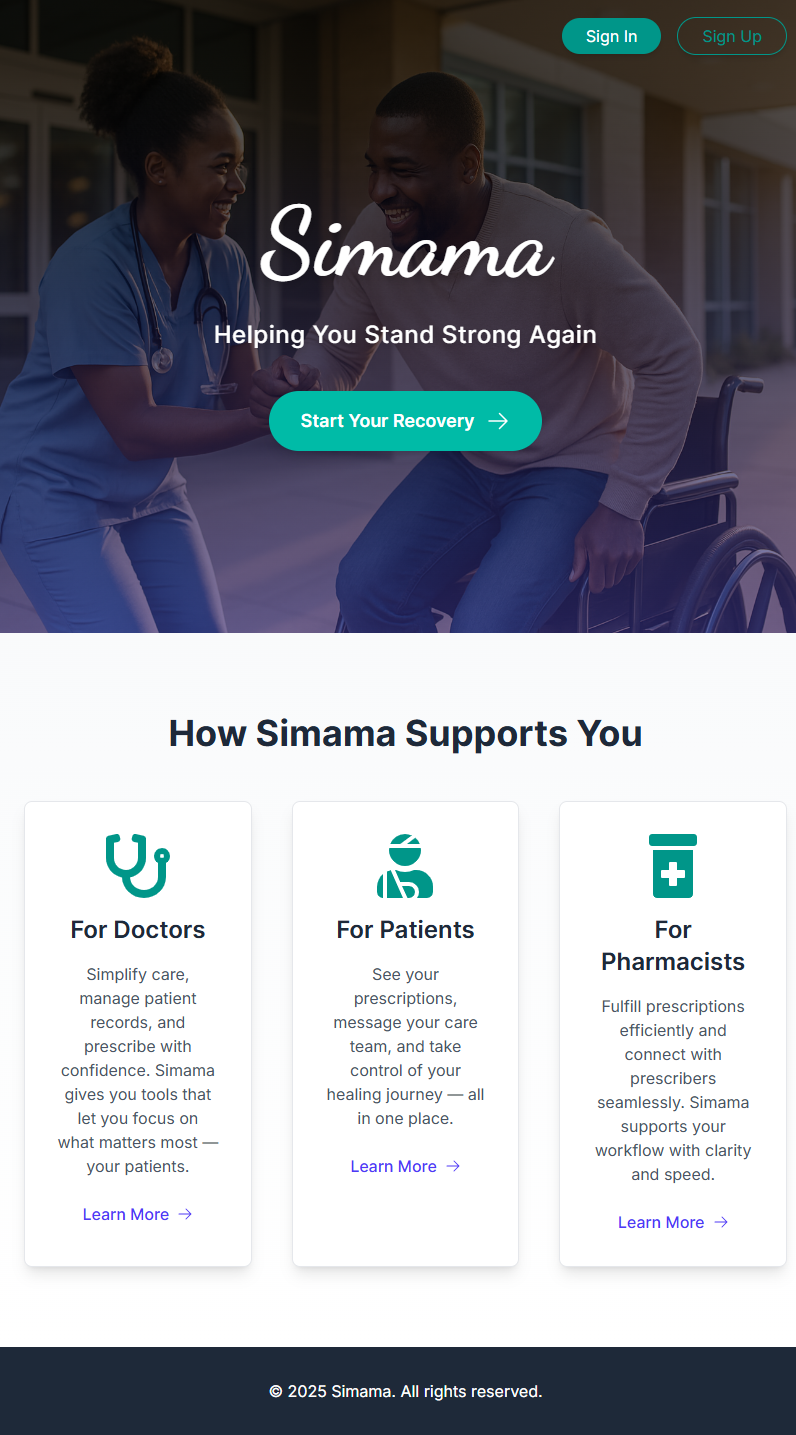 Sign In
Sign Up
Simama
Helping You Stand Strong Again
Start Your Recovery
How Simama Supports You
For Doctors
Simplify care,
manage patient
records, and
prescribe with
confidence. Simama
gives you tools that
let you focus on
what matters most —
your patients.
Learn More
For Patients
See your
prescriptions,
message your care
team, and take
control of your
healing journey — all
in one place.
Learn More
For
Pharmacists
Fulfill prescriptions
efficiently and
connect with
prescribers
seamlessly. Simama
supports your
workflow with clarity
and speed.
Learn More
© 2025 Simama. All rights reserved.